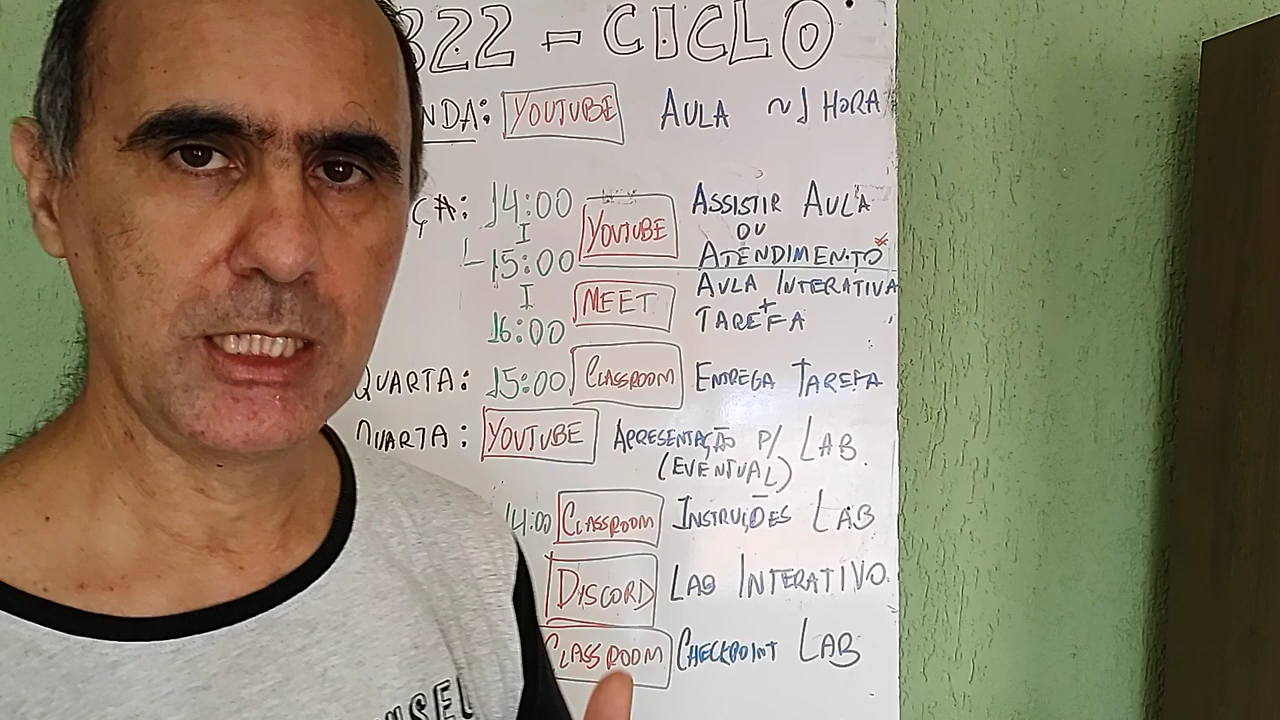 322 - CICLO
NDA: YOUTUBE AULA ~1 HORA
ÇA: 14:00 YOUTUBE ASSISTIR AULA
I OU
15:00 ATENDIMENTO*
I MEET AULA INTERATIVA
+
16:00 TAREFA
QUARTA: 15:00 CLASSROOM ENTREGA TAREFA
QUARTA: YOUTUBE APRESENTAÇÃO P/ LAB.
(EVENTUAL)
14:00 CLASSROOM INSTRUÇÕES LAB
DISCORD LAB INTERATIVO
CLASSROOM CHECKPOINT LAB